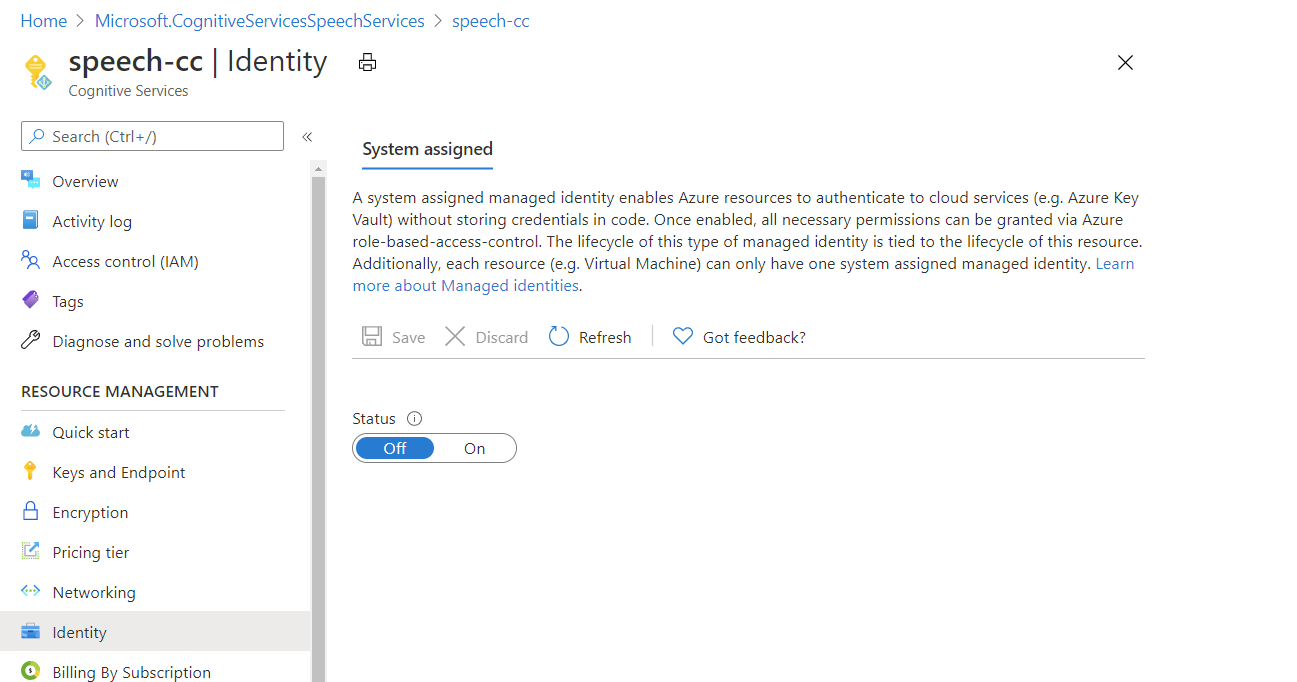 Home > Microsoft.CognitiveServicesSpeechServices > speech-cc
speech-cc | Identity
Cognitive Services
Search (Ctrl+/)
«
Overview
Activity log
Access control (IAM)
Tags
Diagnose and solve problems
RESOURCE MANAGEMENT
Quick start
Keys and Endpoint
Encryption
Pricing tier
Networking
Identity
Billing By Subscription
System assigned
A system assigned managed identity enables Azure resources to authenticate to cloud services (e.g. Azure Key
Vault) without storing credentials in code. Once enabled, all necessary permissions can be granted via Azure
role-based-access-control. The lifecycle of this type of managed identity is tied to the lifecycle of this resource.
Additionally, each resource (e.g. Virtual Machine) can only have one system assigned managed identity. Learn
more about Managed identities.
Save Discard Refresh Got feedback?
Status
Off On